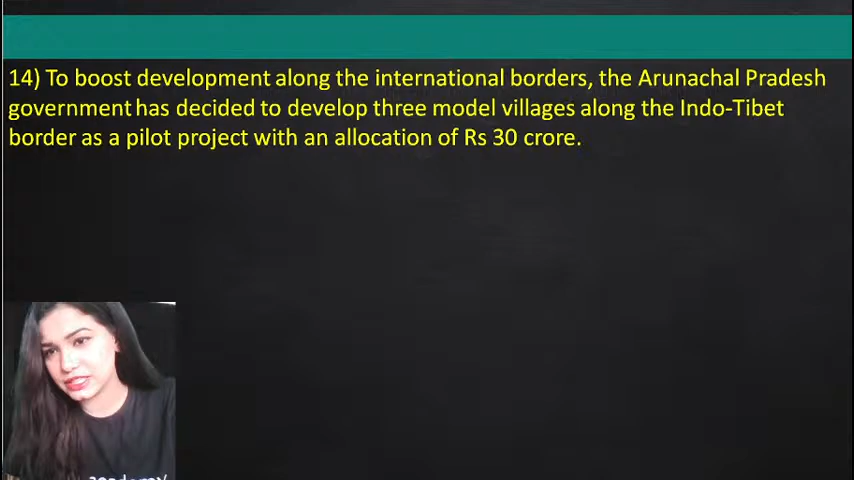 14) To boost development along the international borders, the Arunachal Pradesh
government has decided to develop three model villages along the Indo-Tibet
border as a pilot project with an allocation of Rs 30 crore.